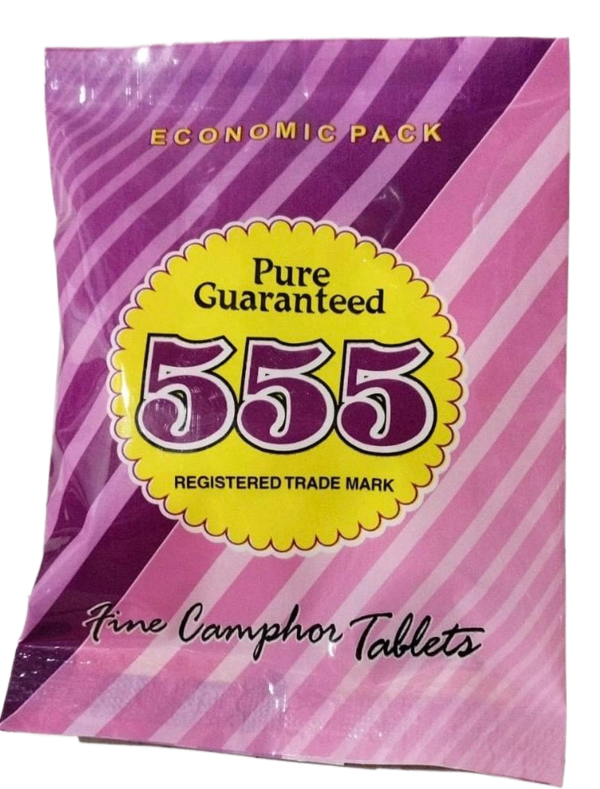 ECONOMIC PACK
Pure
Guaranteed
555
REGISTERED TRADE MARK
Fine Camphor Tablets